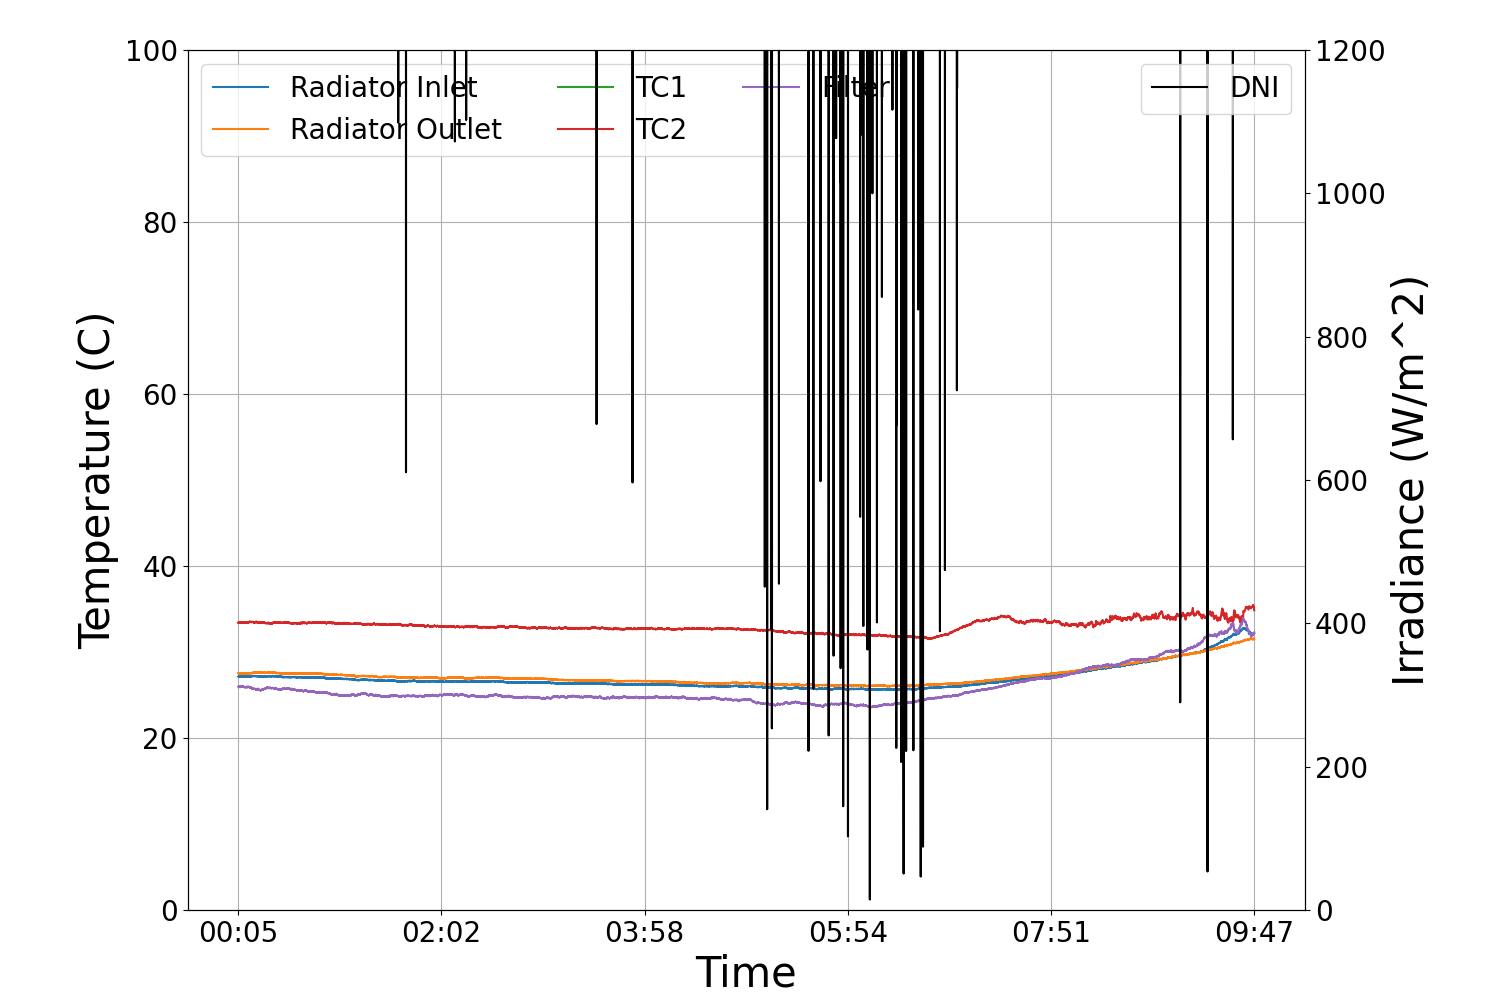 100
80
60
40
20
0
Temperature (C)
Radiator Inlet
Radiator Outlet
TC1
TC2
Filter
DNI
1200
1000
800
600
400
200
0
Irradiance (W/m^2)
00:05 02:02 03:58 05:54 07:51 09:47
Time